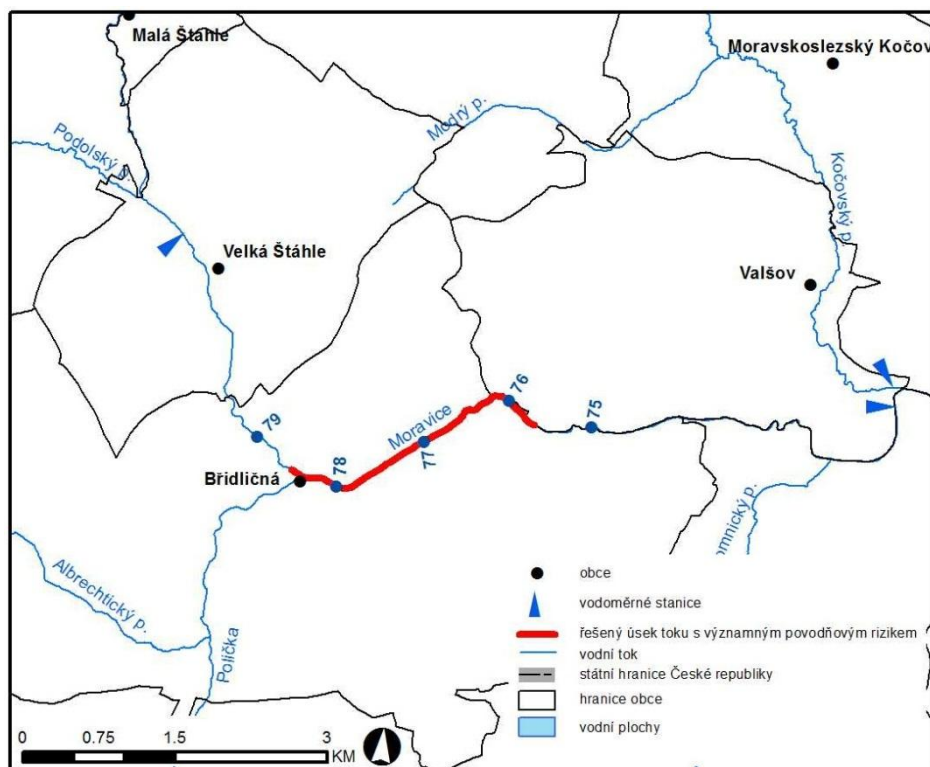 Malá Štáhle
Moravskoslezský Kočov
Modrý p.
Podolský p.
Kočovský p.
Velká Štáhle
Valšov
76
75
79
Moravice
77
78
Břidličná
omnický p.
Albrechtický p.
Polička
obce
vodoměrné stanice
řešený úsek toku s významným povodňovým rizikem
vodní tok
státní hranice České republiky
hranice obce
vodní plochy
0 0.75 1.5 3
KM